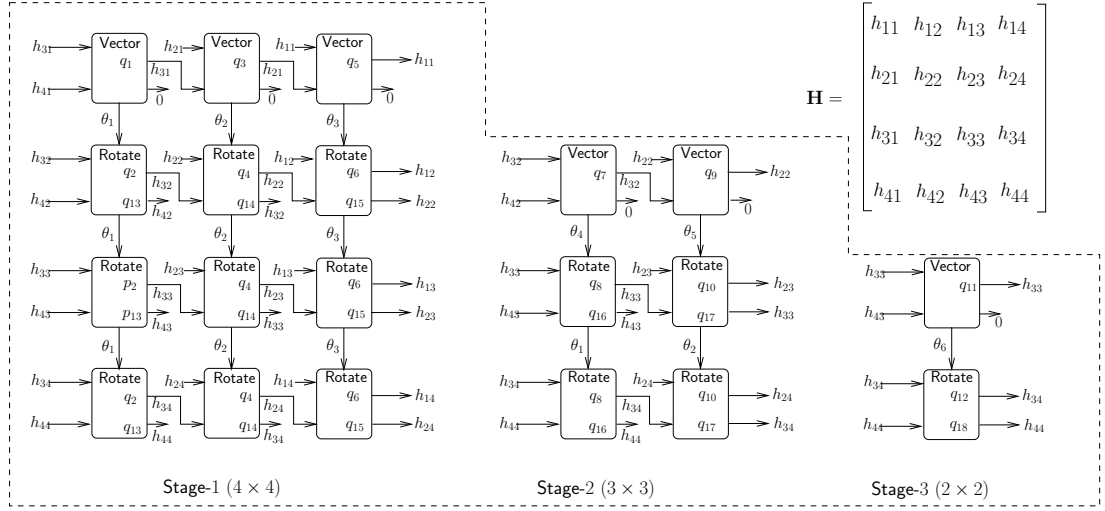 h31 Vector h21 Vector h11 Vector
q1 h31 q3 h21 q5 h11
h41 0 0 0
θ1 θ2 θ3
h32 Rotate h22 Rotate h12 Rotate
q2 h32 q4 h22 q6 h12
h42 q13 h42 q14 h32 q15 h22
θ1 θ2 θ3
h33 Rotate h23 Rotate h13 Rotate
p2 h33 q4 h23 q6 h13
h43 p13 h43 q14 h33 q15 h23
θ1 θ2 θ3
h34 Rotate h24 Rotate h14 Rotate
q2 h34 q4 h24 q6 h14
h44 q13 h44 q14 h34 q15 h24
Stage-1 (4 × 4)
h32 Vector h22 Vector
q7 h32 q9 h22
h42 0 0
θ4 θ5
h33 Rotate h23 Rotate
q8 h33 q10 h23
h43 q16 h43 q17 h33
θ1 θ2
h34 Rotate h24 Rotate
q8 h34 q10 h24
h44 q16 h44 q17 h34
Stage-2 (3 × 3)
H =
h11 h12 h13 h14
h21 h22 h23 h24
h31 h32 h33 h34
h41 h42 h43 h44
h33 Vector
q11 h33
h43 0
θ6
h34 Rotate
q12 h34
h44 q18 h44
Stage-3 (2 × 2)